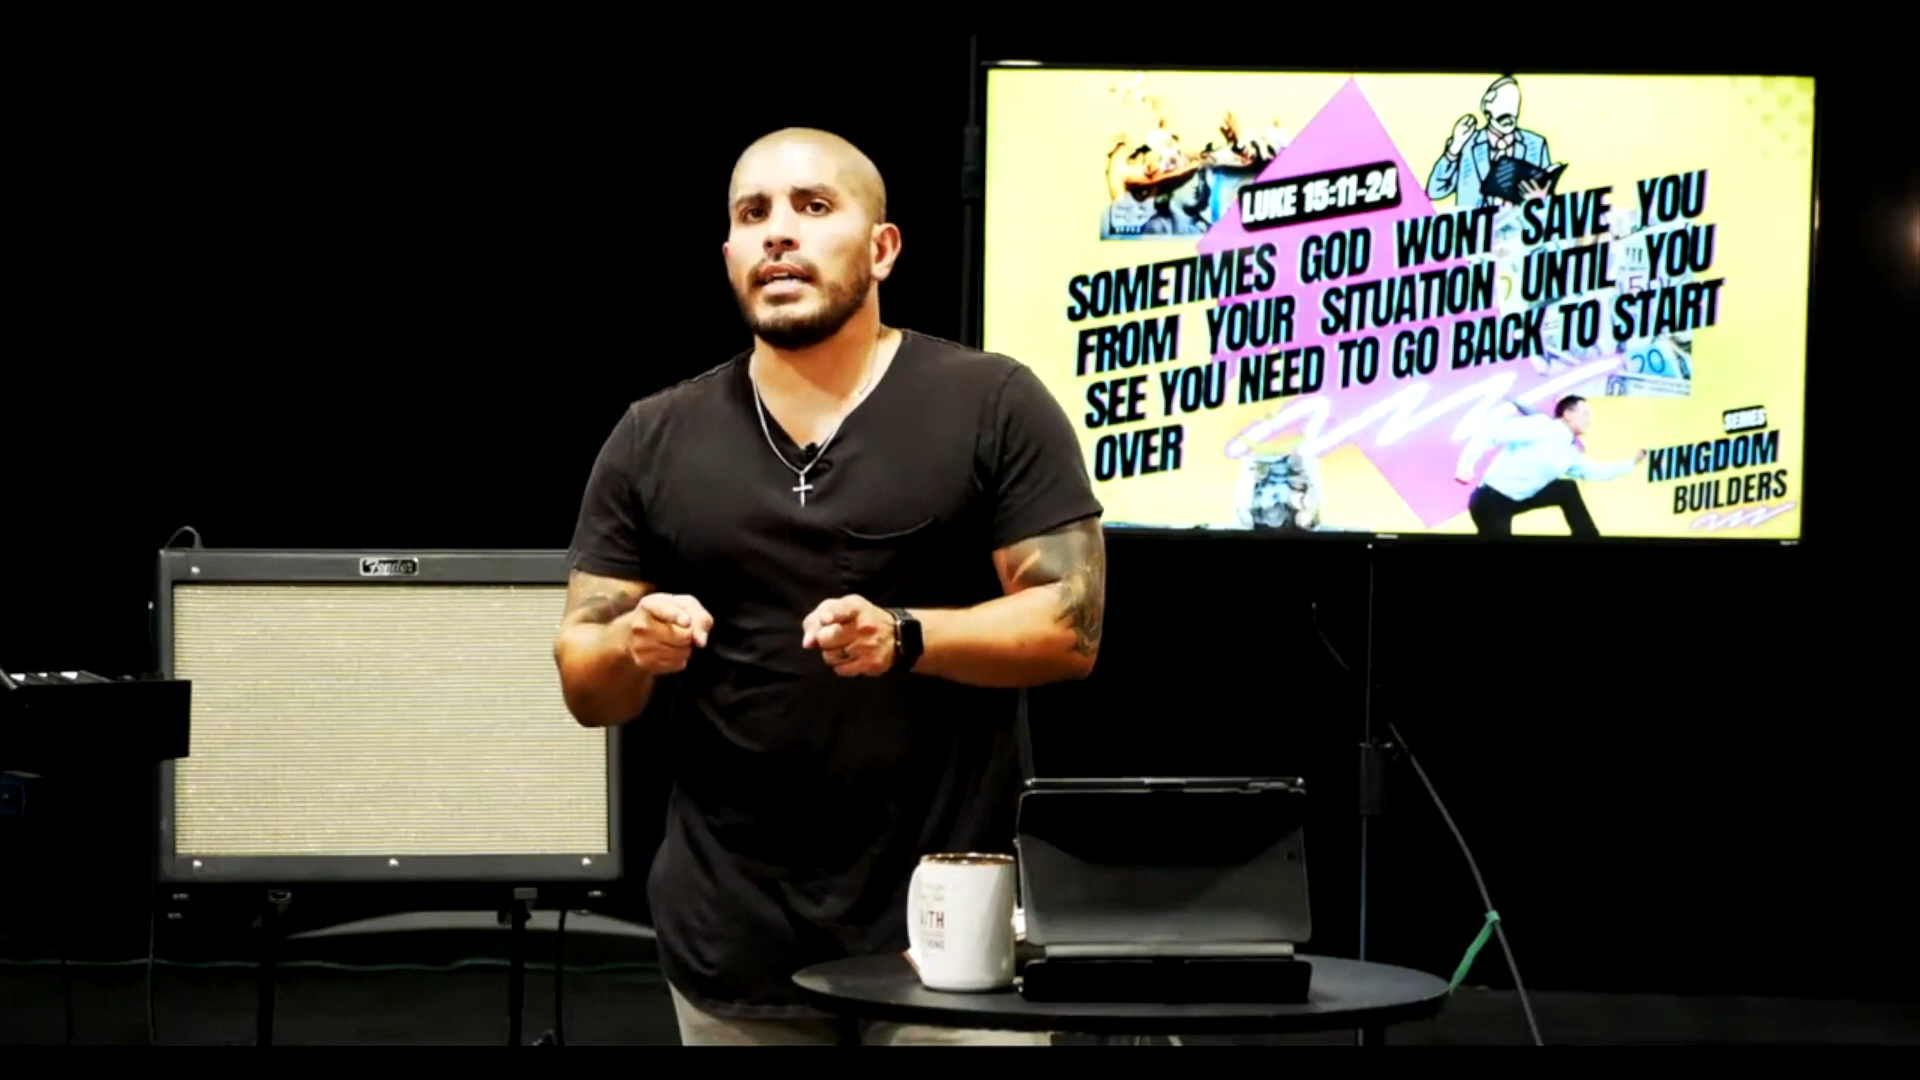 LUKE 15:11-24
SOMETIMES GOD WONT SAVE YOU
FROM YOUR SITUATION UNTIL YOU
SEE YOU NEED TO GO BACK TO START
OVER
SERIES
KINGDOM
BUILDERS
Fender